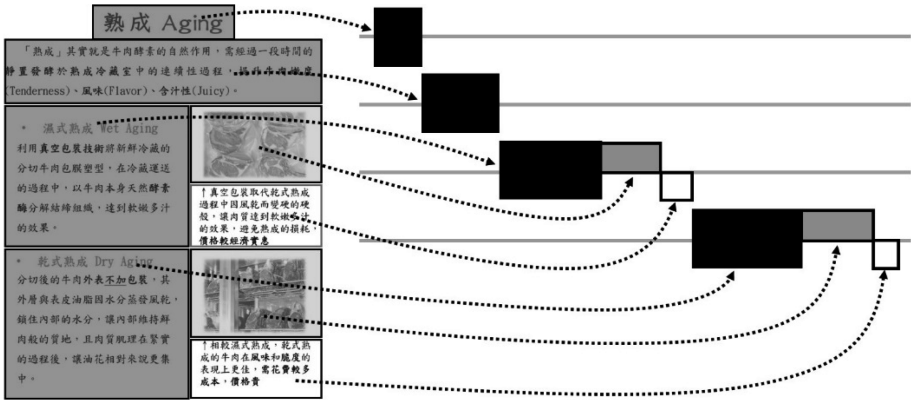 熟成 Aging
「熟成」其實就是牛肉酵素的自然作用，需經過一段時間的
靜置發酵於熟成冷藏室中的連續性過程，提升牛肉嫩度
(Tenderness)、風味(Flavor)、含汁性(Juicy)。
• 濕式熟成 Wet Aging
利用真空包裝技術將新鮮冷藏的
分切牛肉包膜塑型，在冷藏運送
的過程中，以牛肉本身天然酵素
酶分解結締組織，達到軟嫩多汁
的效果。
↑真空包裝取代乾式熟成
過程中因風乾而變硬的硬
殼，讓肉質達到軟嫩多汁
的效果，避免熟成的損耗，
價格較經濟實惠
• 乾式熟成 Dry Aging
分切後的牛肉外表不加包裝，其
外層與表皮油脂因水分蒸發風乾，
鎖住內部的水分，讓內部維持鮮
肉般的質地，且肉質肌理在緊實
的過程後，讓油花相對來說更集
中。
↑相較濕式熟成，乾式熟
成的牛肉在風味和脆度的
表現上更佳，需花費較多
成本，價格貴